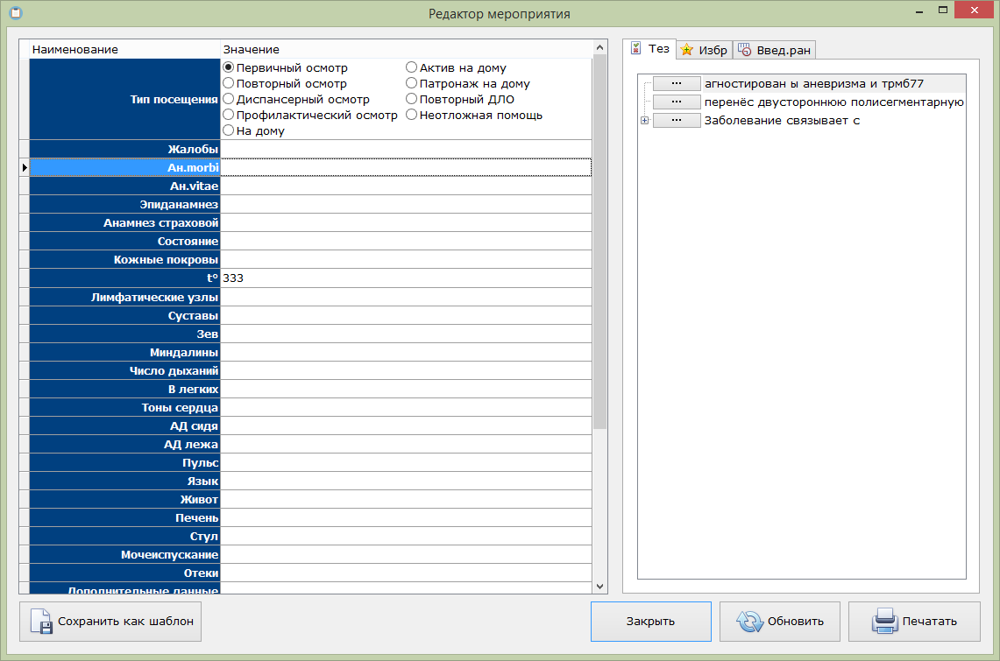 Редактор мероприятия
Наименование
Значение
Тип посещения
Первичный осмотр
Актив на дому
Повторный осмотр
Патронаж на дому
Диспансерный осмотр
Повторный ДЛО
Профилактический осмотр
Неотложная помощь
На дому
Жалобы
Ан.morbi
Ан.vitae
Эпиданамнез
Анамнез страховой
Состояние
Кожные покровы
t° 333
Лимфатические узлы
Суставы
Зев
Миндалины
Число дыханий
В легких
Тоны сердца
АД сидя
АД лежа
Пульс
Язык
Живот
Печень
Стул
Мочеиспускание
Отеки
Дополнительные данные
Тез
Избр
Введ.ран
... агностирован ы аневризма и трмб77
... перенёс двустороннюю полисегментарную
... Заболевание связывает с
Сохранить как шаблон
Закрыть
Обновить
Печатать